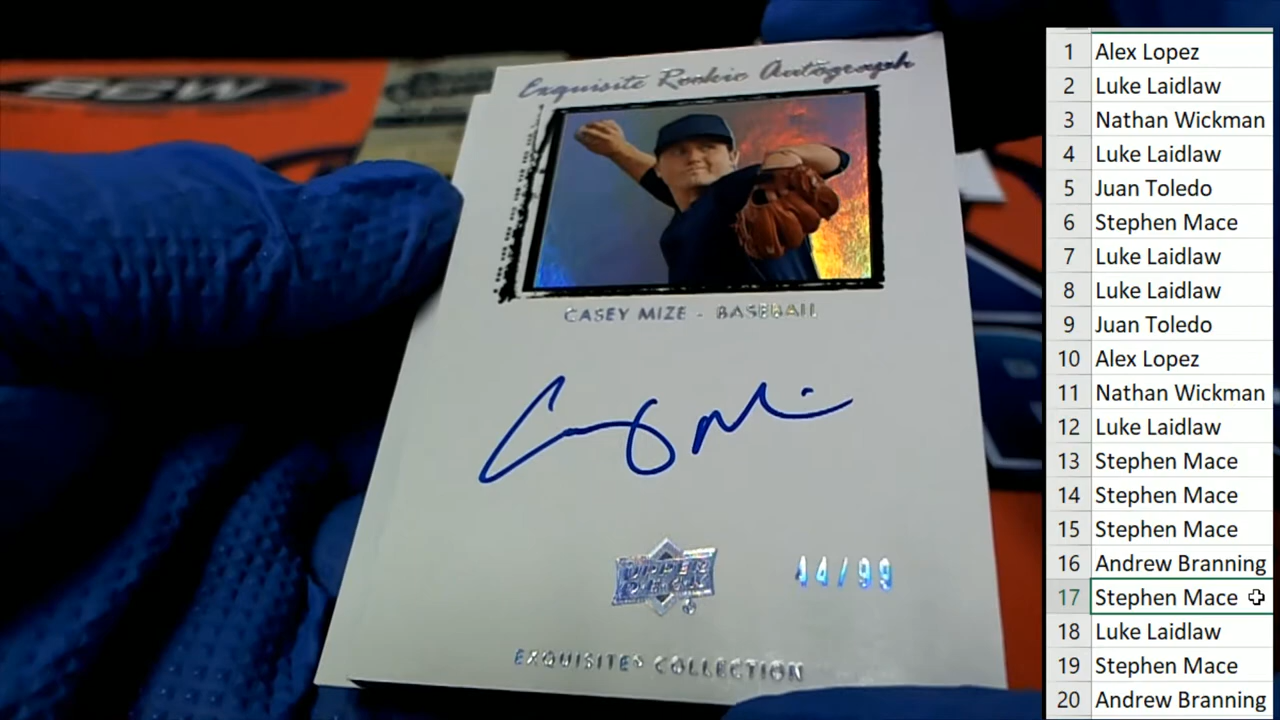 BCW
Exquisite Rookie Autograph
CASEY MIZE - BASEBALL
UPPER
DECK
44/99
EXQUISITE COLLECTION
1 Alex Lopez
2 Luke Laidlaw
3 Nathan Wickman
4 Luke Laidlaw
5 Juan Toledo
6 Stephen Mace
7 Luke Laidlaw
8 Luke Laidlaw
9 Juan Toledo
10 Alex Lopez
11 Nathan Wickman
12 Luke Laidlaw
13 Stephen Mace
14 Stephen Mace
15 Stephen Mace
16 Andrew Branning
17 Stephen Mace
18 Luke Laidlaw
19 Stephen Mace
20 Andrew Branning